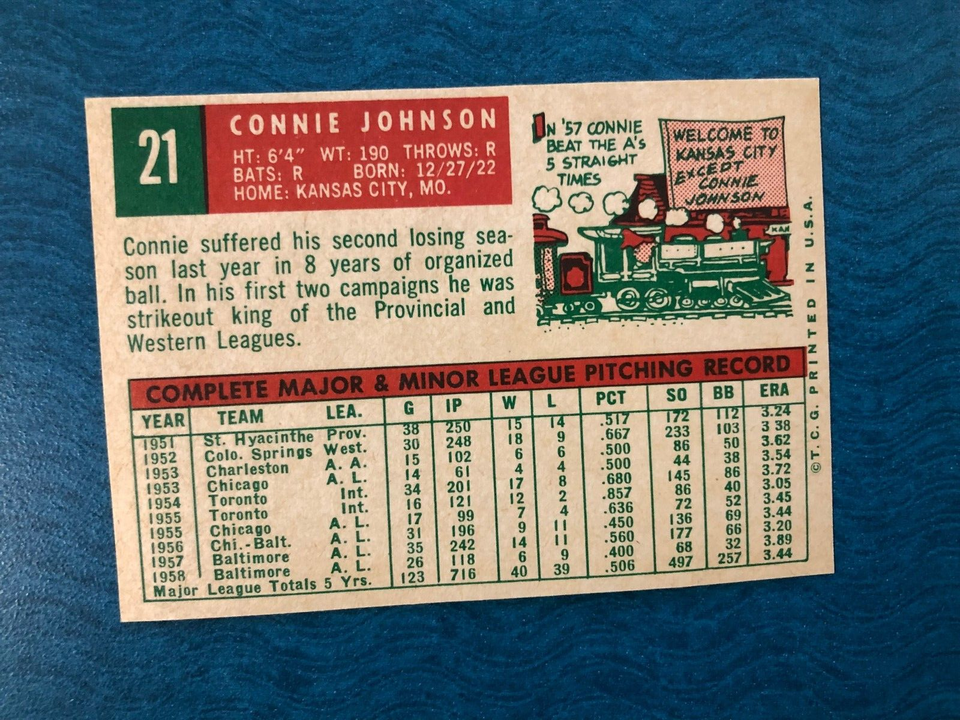 21
CONNIE JOHNSON
HT: 6'4" WT: 190 THROWS: R
BATS: R BORN: 12/27/22
HOME: KANSAS CITY, MO.
IN '57 CONNIE
BEAT THE A'S
5 STRAIGHT
TIMES
WELCOME TO
KANSAS CITY
EXCEPT
CONNIE
JOHNSON
KAN
Connie suffered his second losing sea-
son last year in 8 years of organized
ball. In his first two campaigns he was
strikeout king of the Provincial and
Western Leagues.
COMPLETE MAJOR & MINOR LEAGUE PITCHING RECORD
YEAR TEAM LEA. G IP W L PCT SO BB ERA
1951 St. Hyacinthe Prov. 38 250 15 14 .517 172 112 3.24
1952 Colo. Springs West. 30 248 18 9 .667 233 103 3 38
1953 Charleston A. A. 15 102 6 6 .500 86 50 3.62
1953 Chicago A. L. 14 61 4 4 .500 44 38 3.54
1954 Toronto Int. 34 201 17 8 .680 145 86 3.72
1955 Toronto Int. 16 121 12 2 .857 86 40 3.05
1955 Chicago A. L. 17 99 7 4 .636 72 52 3.45
1956 Chi.-Balt. A. L. 31 196 9 11 .450 136 69 3.44
1957 Baltimore A. L. 35 242 14 11 .560 177 66 3.20
1958 Baltimore A. L. 26 118 6 9 .400 68 32 3.89
Major League Totals 5 Yrs. 123 716 40 39 .506 497 257 3.44
© T. C. G. PRINTED IN U.S.A.